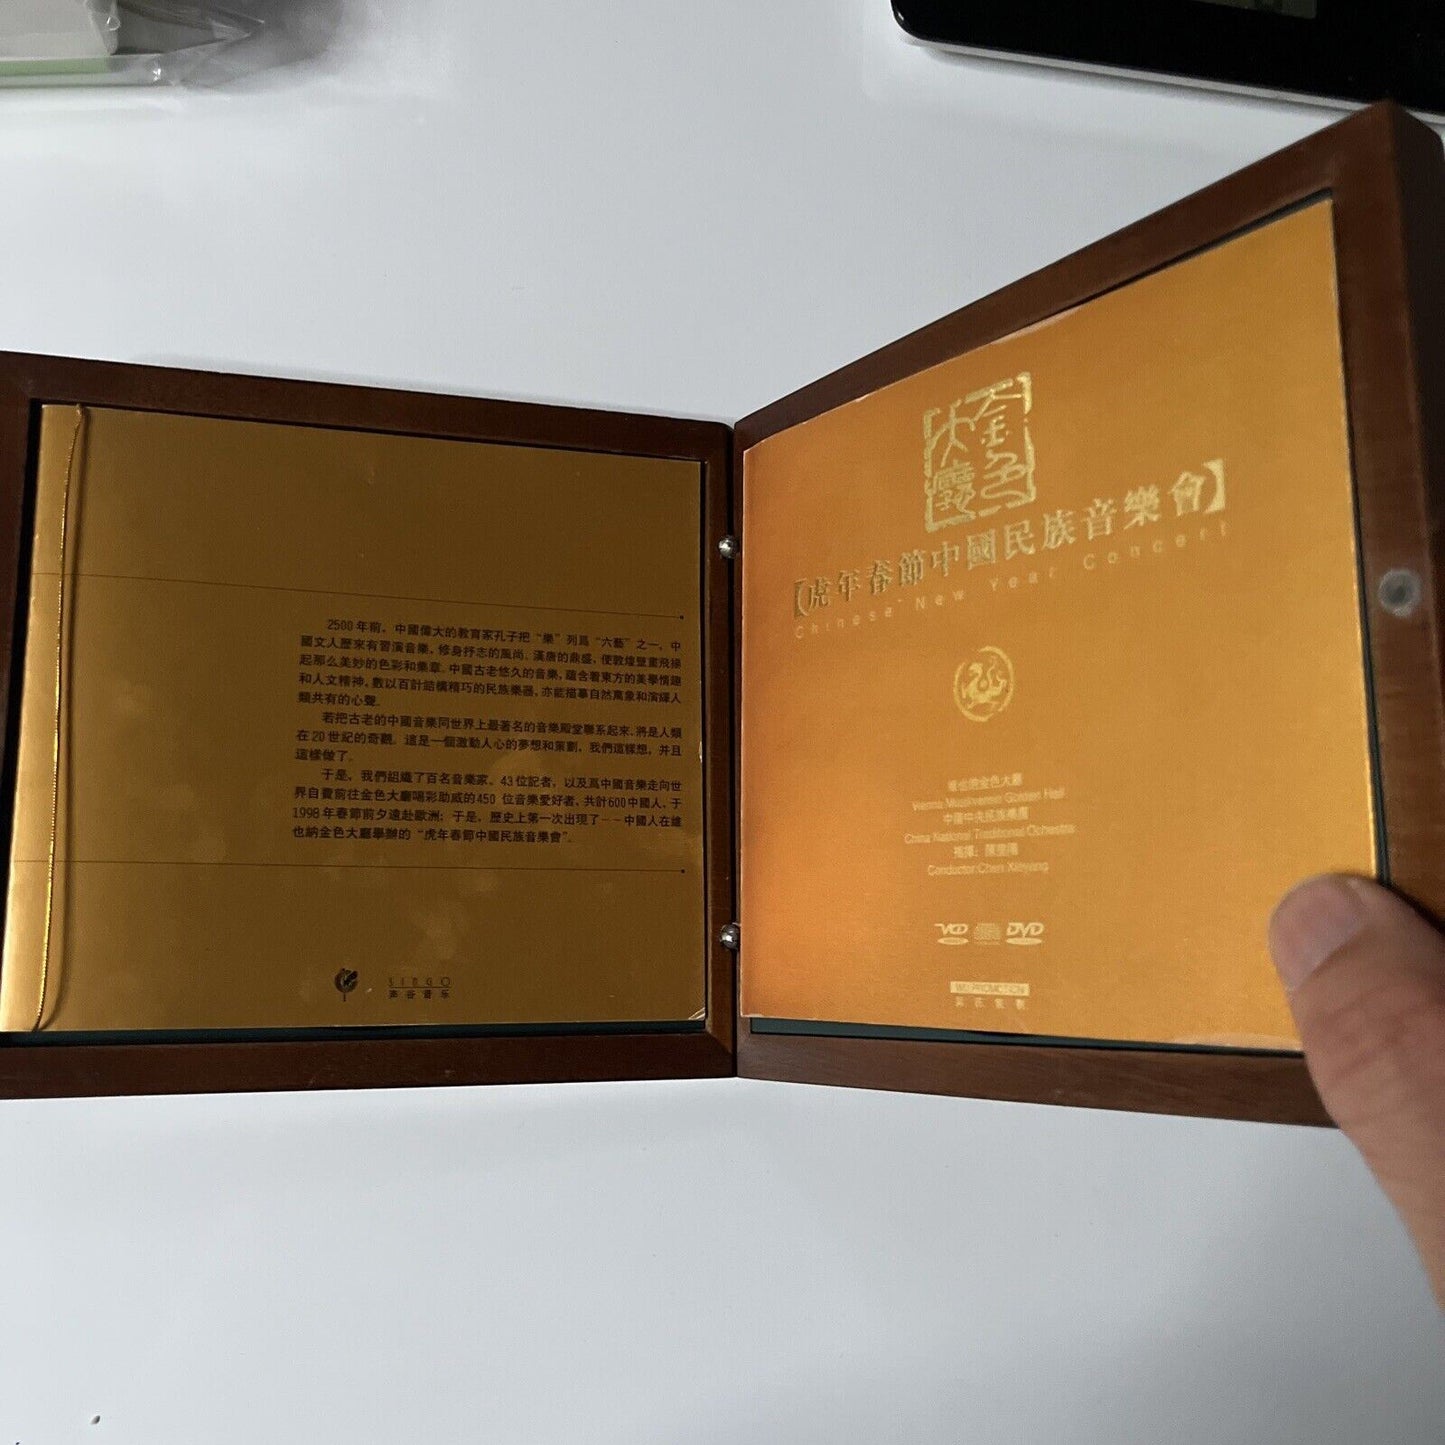 2500年前，中國偉大的教育家孔子把“樂”列爲“六藝”之一，中
國文人歷來有習演音樂，修身抒志的風尚。漢唐的鼎盛，使敦煌壁畫飛揚
起那么美妙的色彩和樂章。中國古老悠久的音樂，蘊含着東方的美學情趣
和人文精神。數以百計結構精巧的民族樂器，亦能描摹自然萬象和演繹人
類共有的心聲。
若把古老的中國音樂同世界上最著名的音樂殿堂聯系起來，將是人類
在20世紀的奇觀。這是一個激動人心的夢想和策劃，我們這樣想，并且
這樣做了。
于是，我們組織了百名音樂家、43位記者，以及爲中國音樂走向世
界自費前往金色大廳喝彩助威的450 位音樂愛好者，共計600中國人，于
1998年春節前夕遠赴歐洲；于是，歷史上第一次出現了——中國人在維
也納金色大廳舉辦的“虎年春節中國民族音樂會”。
声谷音乐
金色大廳
【虎年春節中國民族音樂會】
Chinese New Year Concert
維也納金色大廳
Vienna Musikverein Golden Hall
中國中央民族樂團
China National Traditional Ochestra
指揮：陳燮陽
Conductor:Chen Xieyang
VCD DVD